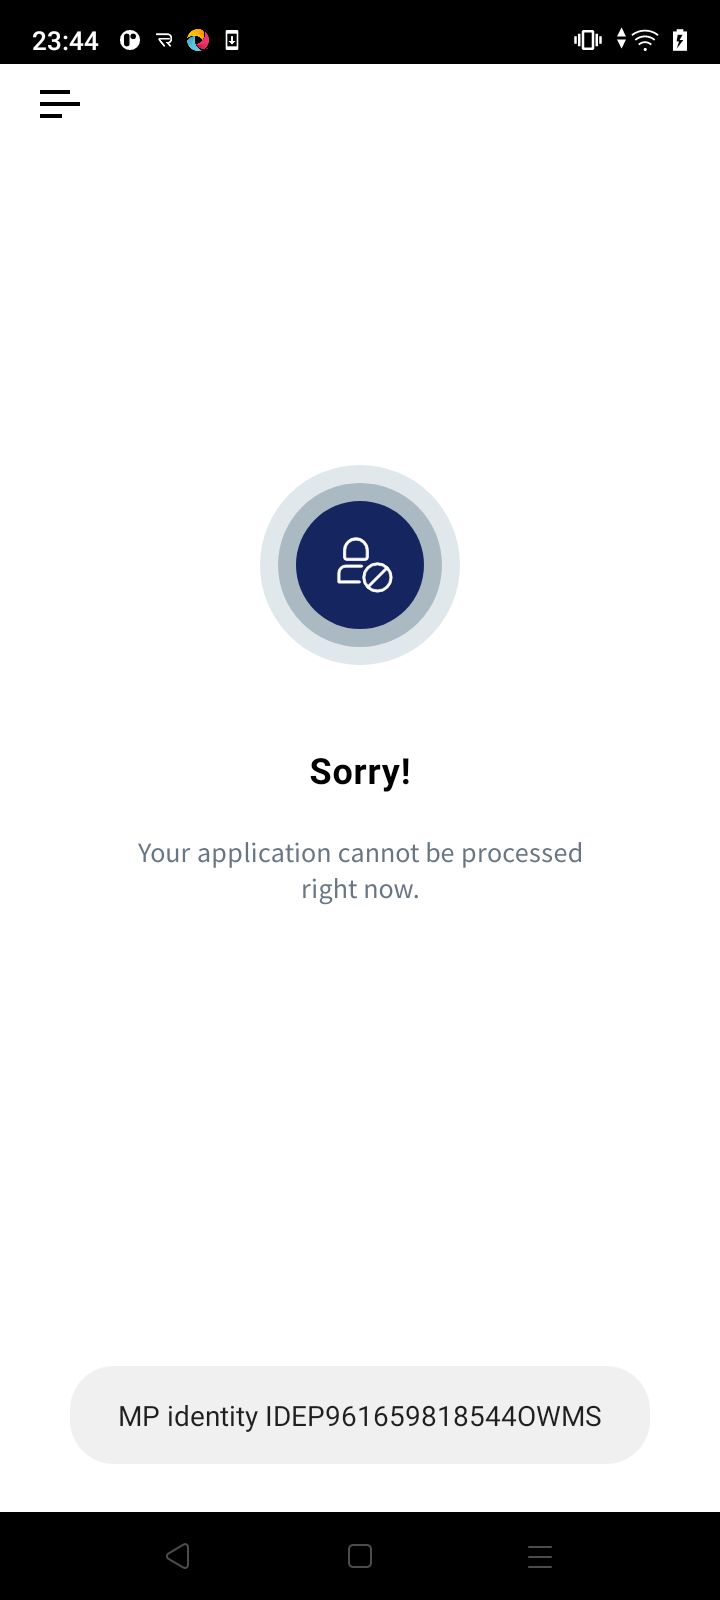 23:44
Sorry!
Your application cannot be processed
right now.
MP identity IDEP961659818544OWMS